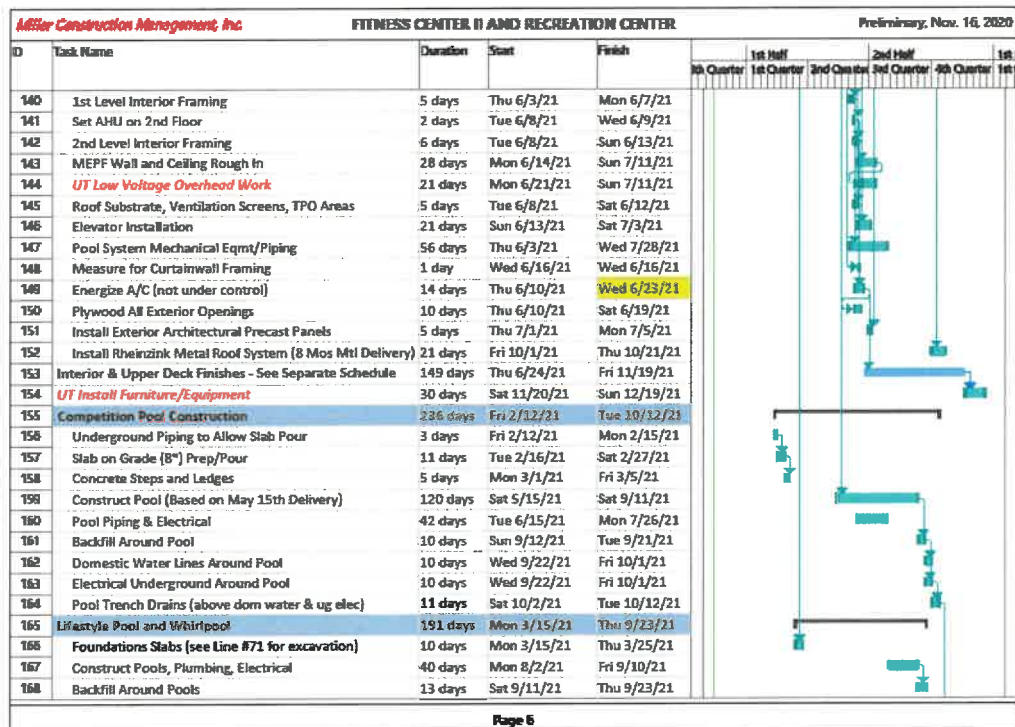 Miller Construction Management, Inc. FITNESS CENTER II AND RECREATION CENTER Preliminary, Nov. 16, 2020
ID Task Name Duration Start Finish
1st Half 2nd Half 1st
4th Quarter 1st Quarter 2nd Quarter 3rd Quarter 4th Quarter 1st
140 1st Level Interior Framing 5 days Thu 6/3/21 Mon 6/7/21
141 Set AHU on 2nd Floor 2 days Tue 6/8/21 Wed 6/9/21
142 2nd Level Interior Framing 6 days Tue 6/8/21 Sun 6/13/21
143 MEPF Wall and Ceiling Rough In 28 days Mon 6/14/21 Sun 7/11/21
144 UT Low Voltage Overhead Work 21 days Mon 6/21/21 Sun 7/11/21
145 Roof Substrate, Ventilation Screens, TPO Areas 5 days Tue 6/8/21 Sat 6/12/21
146 Elevator Installation 21 days Sun 6/13/21 Sat 7/3/21
147 Pool System Mechanical Eqmt/Piping 56 days Thu 6/3/21 Wed 7/28/21
148 Measure for Curtainwall Framing 1 day Wed 6/16/21 Wed 6/16/21
149 Energize A/C (not under control) 14 days Thu 6/10/21 Wed 6/23/21
150 Plywood All Exterior Openings 10 days Thu 6/10/21 Sat 6/19/21
151 Install Exterior Architectural Precast Panels 5 days Thu 7/1/21 Mon 7/5/21
152 Install Rheinzink Metal Roof System (8 Mos Mtl Delivery) 21 days Fri 10/1/21 Thu 10/21/21
153 Interior & Upper Deck Finishes - See Separate Schedule 149 days Thu 6/24/21 Fri 11/19/21
154 UT Install Furniture/Equipment 30 days Sat 11/20/21 Sun 12/19/21
155 Competition Pool Construction 236 days Fri 2/12/21 Tue 10/12/21
156 Underground Piping to Allow Slab Pour 3 days Fri 2/12/21 Mon 2/15/21
157 Slab on Grade (8") Prep/Pour 11 days Tue 2/16/21 Sat 2/27/21
158 Concrete Steps and Ledges 5 days Mon 3/1/21 Fri 3/5/21
159 Construct Pool (Based on May 15th Delivery) 120 days Sat 5/15/21 Sat 9/11/21
160 Pool Piping & Electrical 42 days Tue 6/15/21 Mon 7/26/21
161 Backfill Around Pool 10 days Sun 9/12/21 Tue 9/21/21
162 Domestic Water Lines Around Pool 10 days Wed 9/22/21 Fri 10/1/21
163 Electrical Underground Around Pool 10 days Wed 9/22/21 Fri 10/1/21
164 Pool Trench Drains (above dom water & ug elec) 11 days Sat 10/2/21 Tue 10/12/21
165 Lifestyle Pool and Whirlpool 191 days Mon 3/15/21 Thu 9/23/21
166 Foundations Slabs (see Line #71 for excavation) 10 days Mon 3/15/21 Thu 3/25/21
167 Construct Pools, Plumbing, Electrical 40 days Mon 8/2/21 Fri 9/10/21
168 Backfill Around Pools 13 days Sat 9/11/21 Thu 9/23/21
Page 6